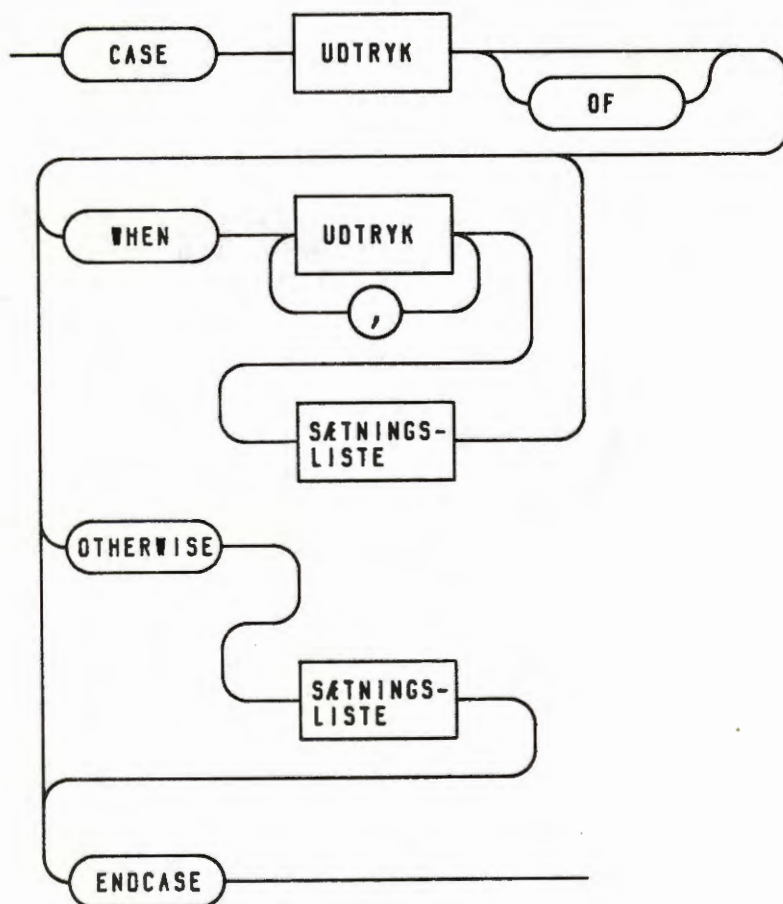 CASE UDTRYK
OF
WHEN UDTRYK
,
SÆTNINGS-
LISTE
OTHERWISE
SÆTNINGS-
LISTE
ENDCASE